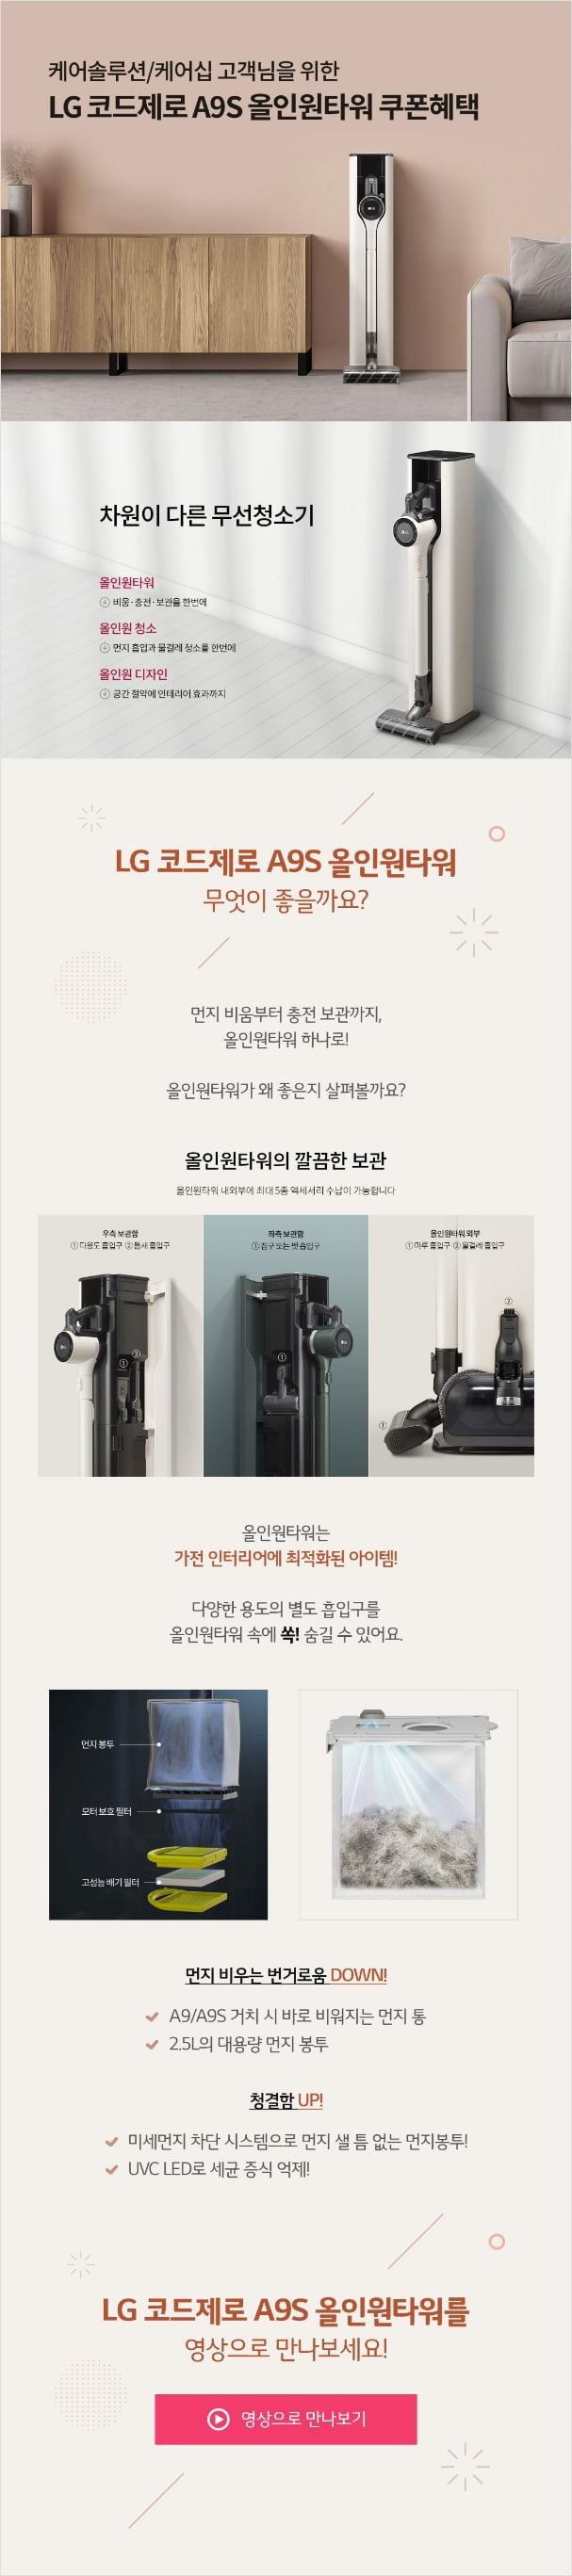 케어솔루션/케어십 고객님을 위한
LG 코드제로 A9S 올인원타워 쿠폰혜택
차원이 다른 무선청소기
올인원타워
비움·충전·보관을 한번에
올인원 청소
먼지 흡입과 물걸레 청소를 한번에
올인원 디자인
공간 절약에 인테리어 효과까지
LG 코드제로 A9S 올인원타워
무엇이 좋을까요?
먼지 비움부터 충전 보관까지,
올인원타워 하나로!
올인원타워가 왜 좋은지 살펴볼까요?
올인원타워의 깔끔한 보관
올인원타워 내외부에 최대 5종 액세서리 수납이 가능합니다
우측 보관함
① 다용도 흡입구 ② 틈새 흡입구
좌측 보관함
① 침구 또는 펫 흡입구
올인원타워 외부
① 마루 흡입구 ② 물걸레 흡입구
① ②
①
②
①
올인원타워는
가전 인터리어에 최적화된 아이템!
다양한 용도의 별도 흡입구를
올인원타워 속에 쏙! 숨길 수 있어요.
먼지 봉투
모터 보호 필터
고성능 배기 필터
먼지 비우는 번거로움 DOWN!
A9/A9S 거치 시 바로 비워지는 먼지 통
2.5L의 대용량 먼지 봉투
청결함 UP!
미세먼지 차단 시스템으로 먼지 샐 틈 없는 먼지봉투!
UVC LED로 세균 증식 억제!
LG 코드제로 A9S 올인원타워를
영상으로 만나보세요!
영상으로 만나보기